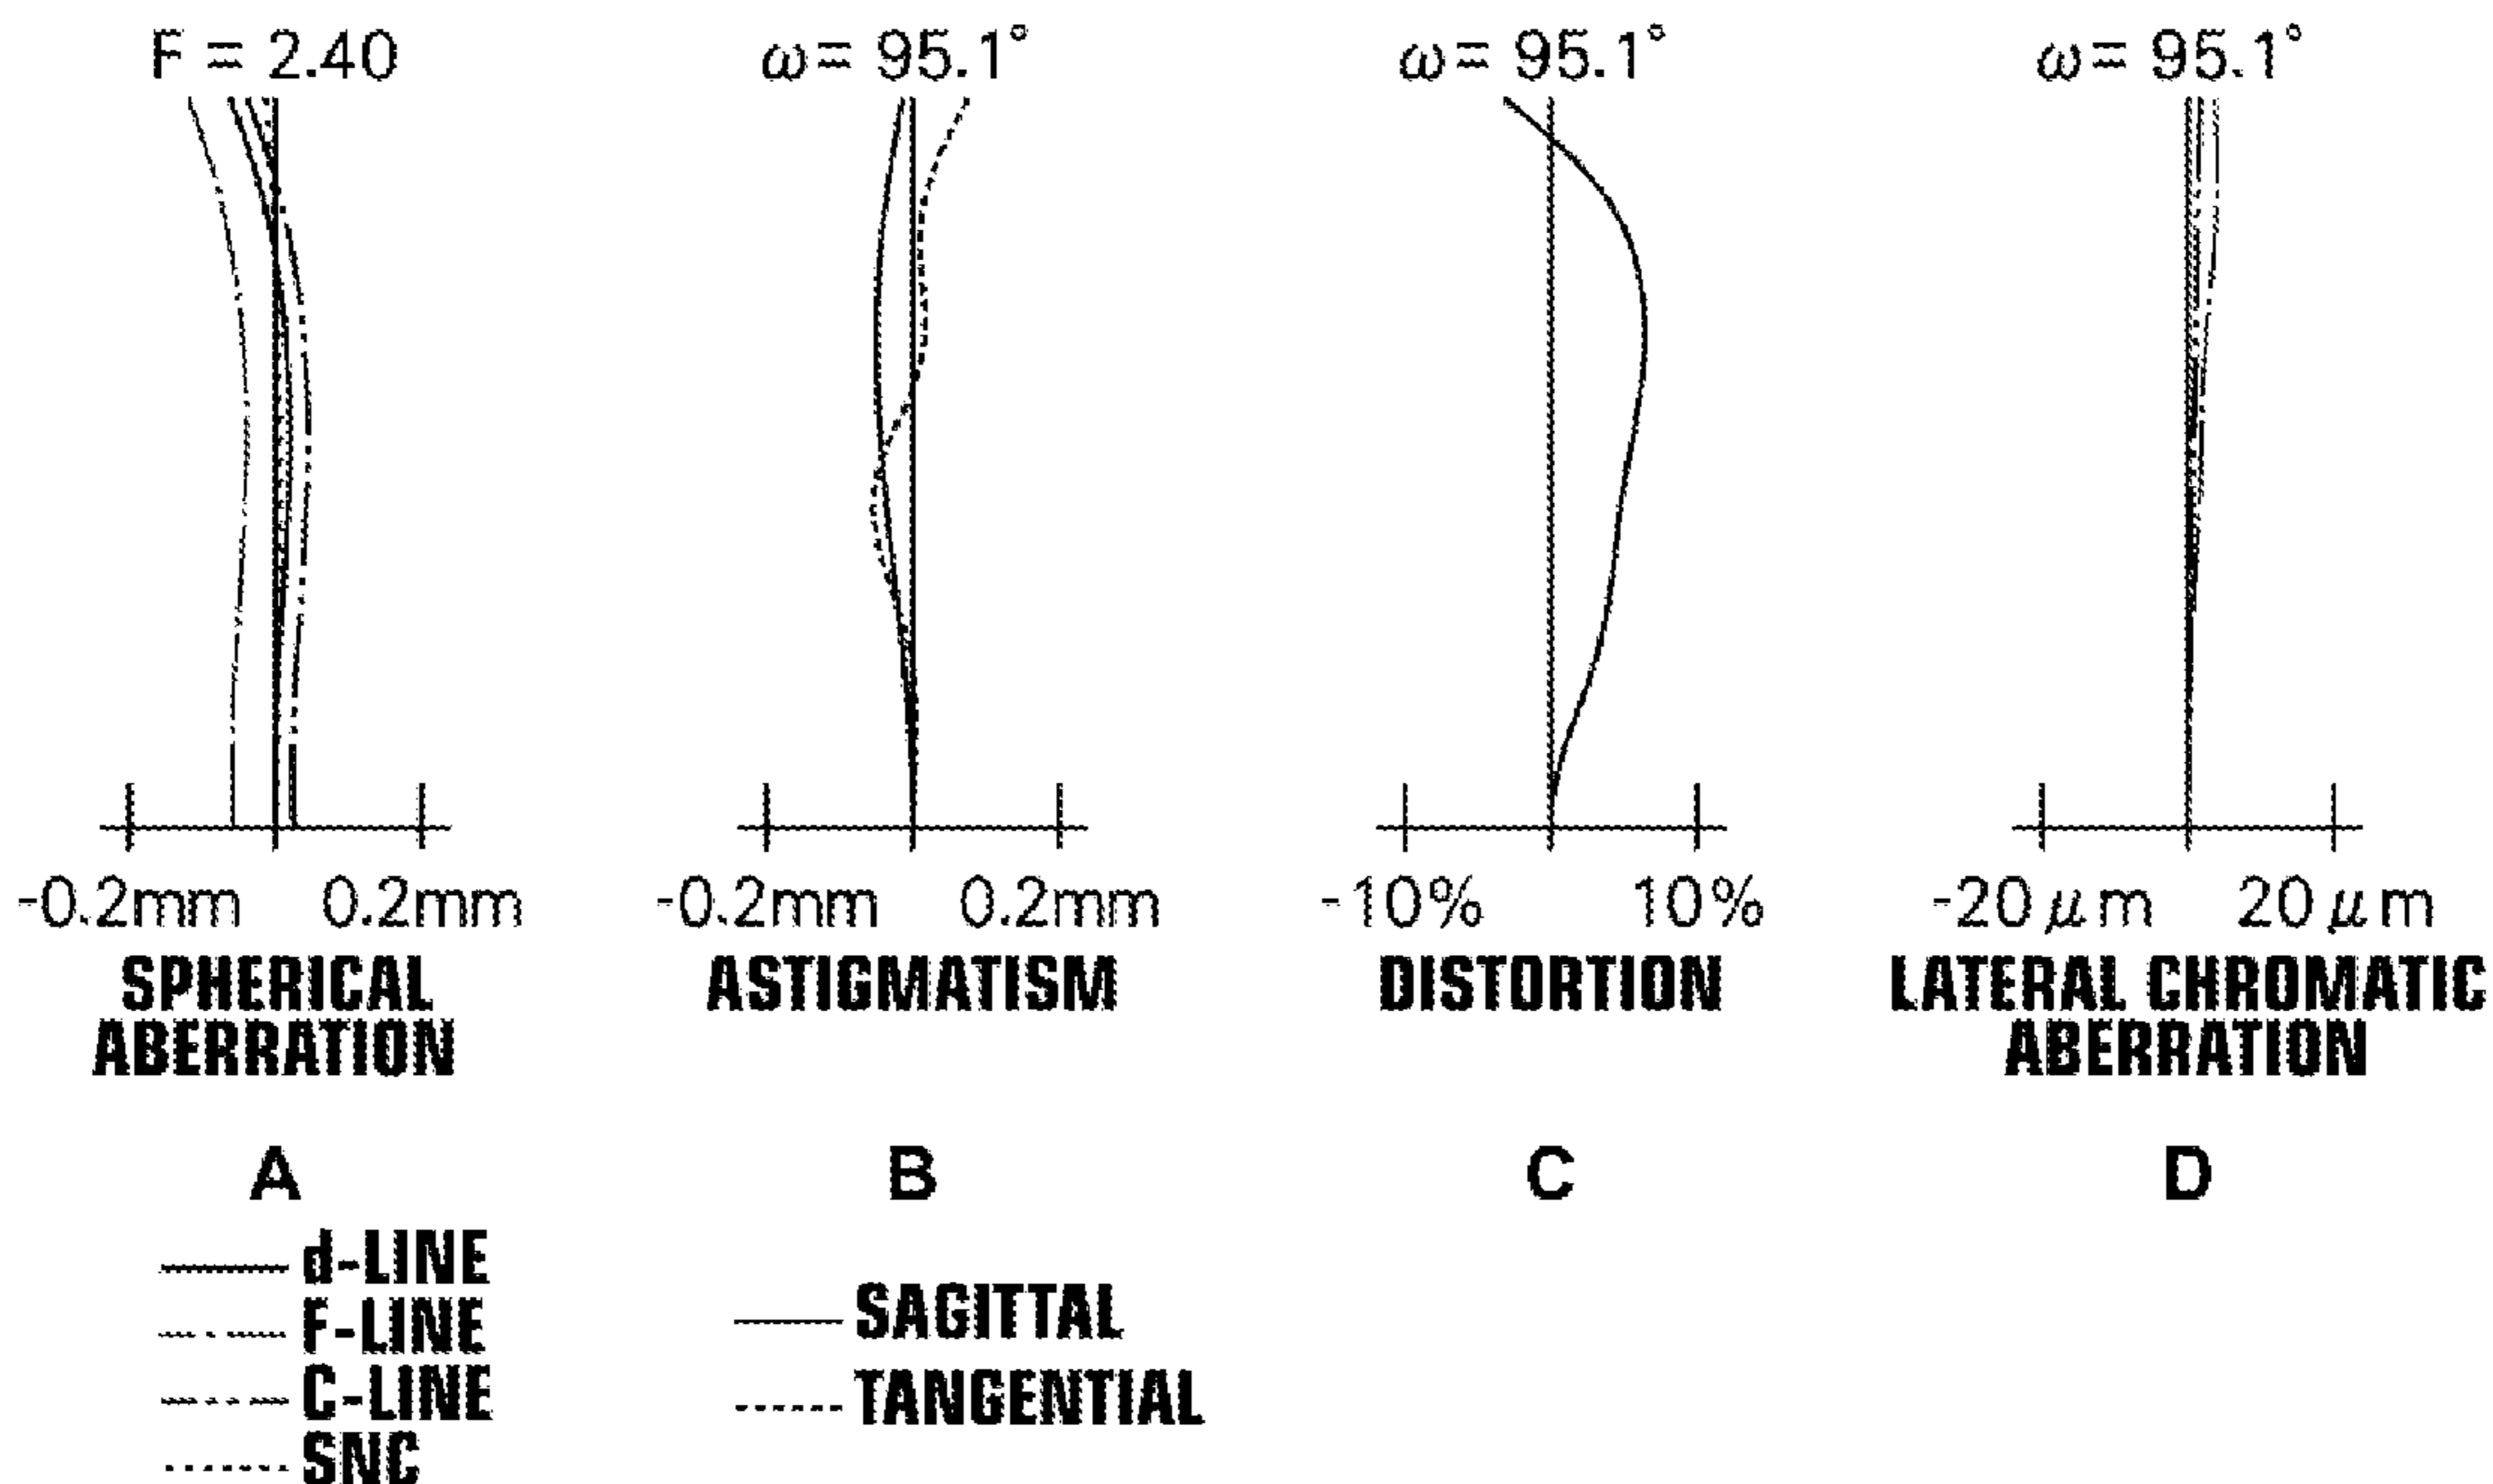 F = 2.40
ω= 95.1°
ω= 95.1°
ω= 95.1°
-0.2mm 0.2mm
-0.2mm 0.2mm
-10% 10%
-20μm 20μm
SPHERICAL
ABERRATION
ASTIGMATISM
DISTORTION
LATERAL CHROMATIC
ABERRATION
A
B
C
D
d-LINE
F-LINE
C-LINE
SNC
SAGITTAL
TANGENTIAL